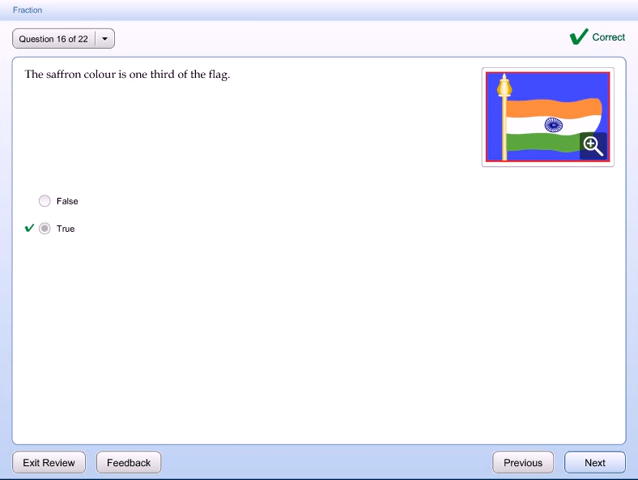 Fraction
Question 16 of 22
Correct
The saffron colour is one third of the flag.
False
True
Exit Review
Feedback
Previous
Next